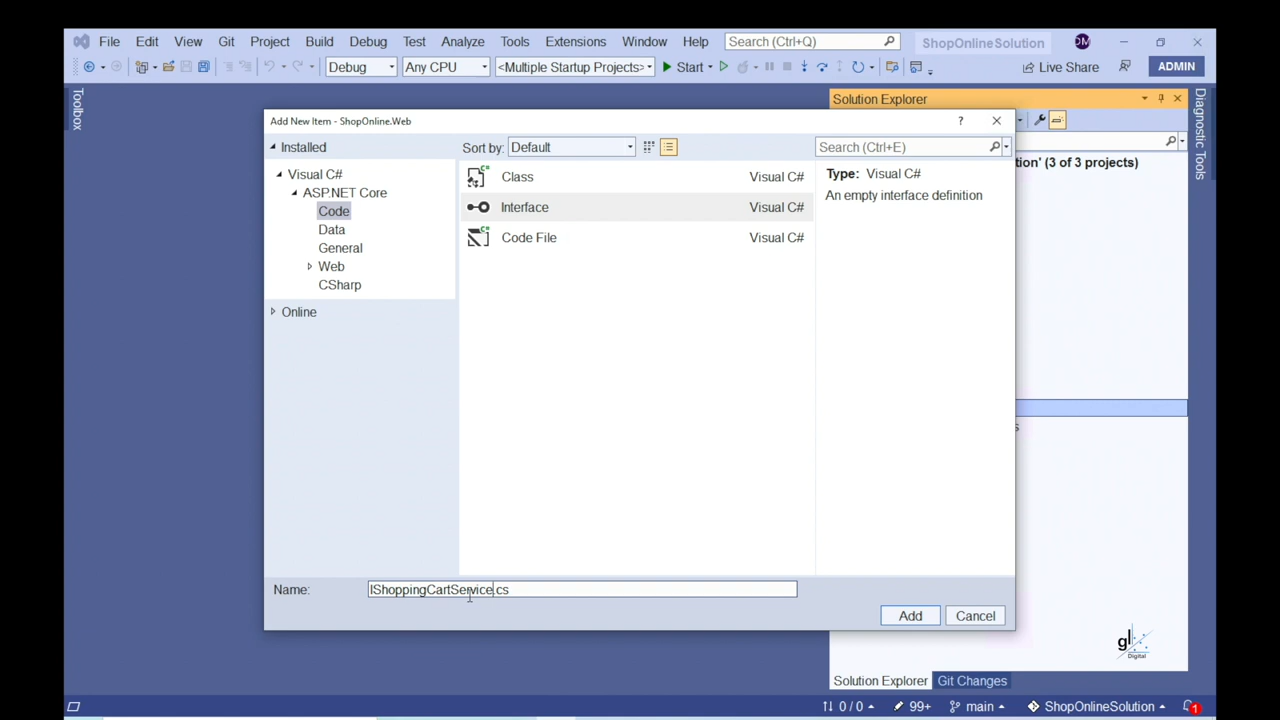 File Edit View Git Project Build Debug Test Analyze Tools Extensions Window Help Search (Ctrl+Q) ShopOnlineSolution DM
Debug Any CPU <Multiple Startup Projects> Start Live Share ADMIN
Toolbox
Solution Explorer
Diagnostic Tools
Add New Item - ShopOnline.Web
?
Installed
Sort by: Default
Search (Ctrl+E)
tion' (3 of 3 projects)
Visual C#
ASP.NET Core
Code
Data
General
Web
CSharp
Online
Class Visual C#
Interface Visual C#
Code File Visual C#
Type: Visual C#
An empty interface definition
s
Name: IShoppingCartService.cs
Add Cancel
gl
Digital
Solution Explorer Git Changes
0 / 0 99+ main ShopOnlineSolution 1